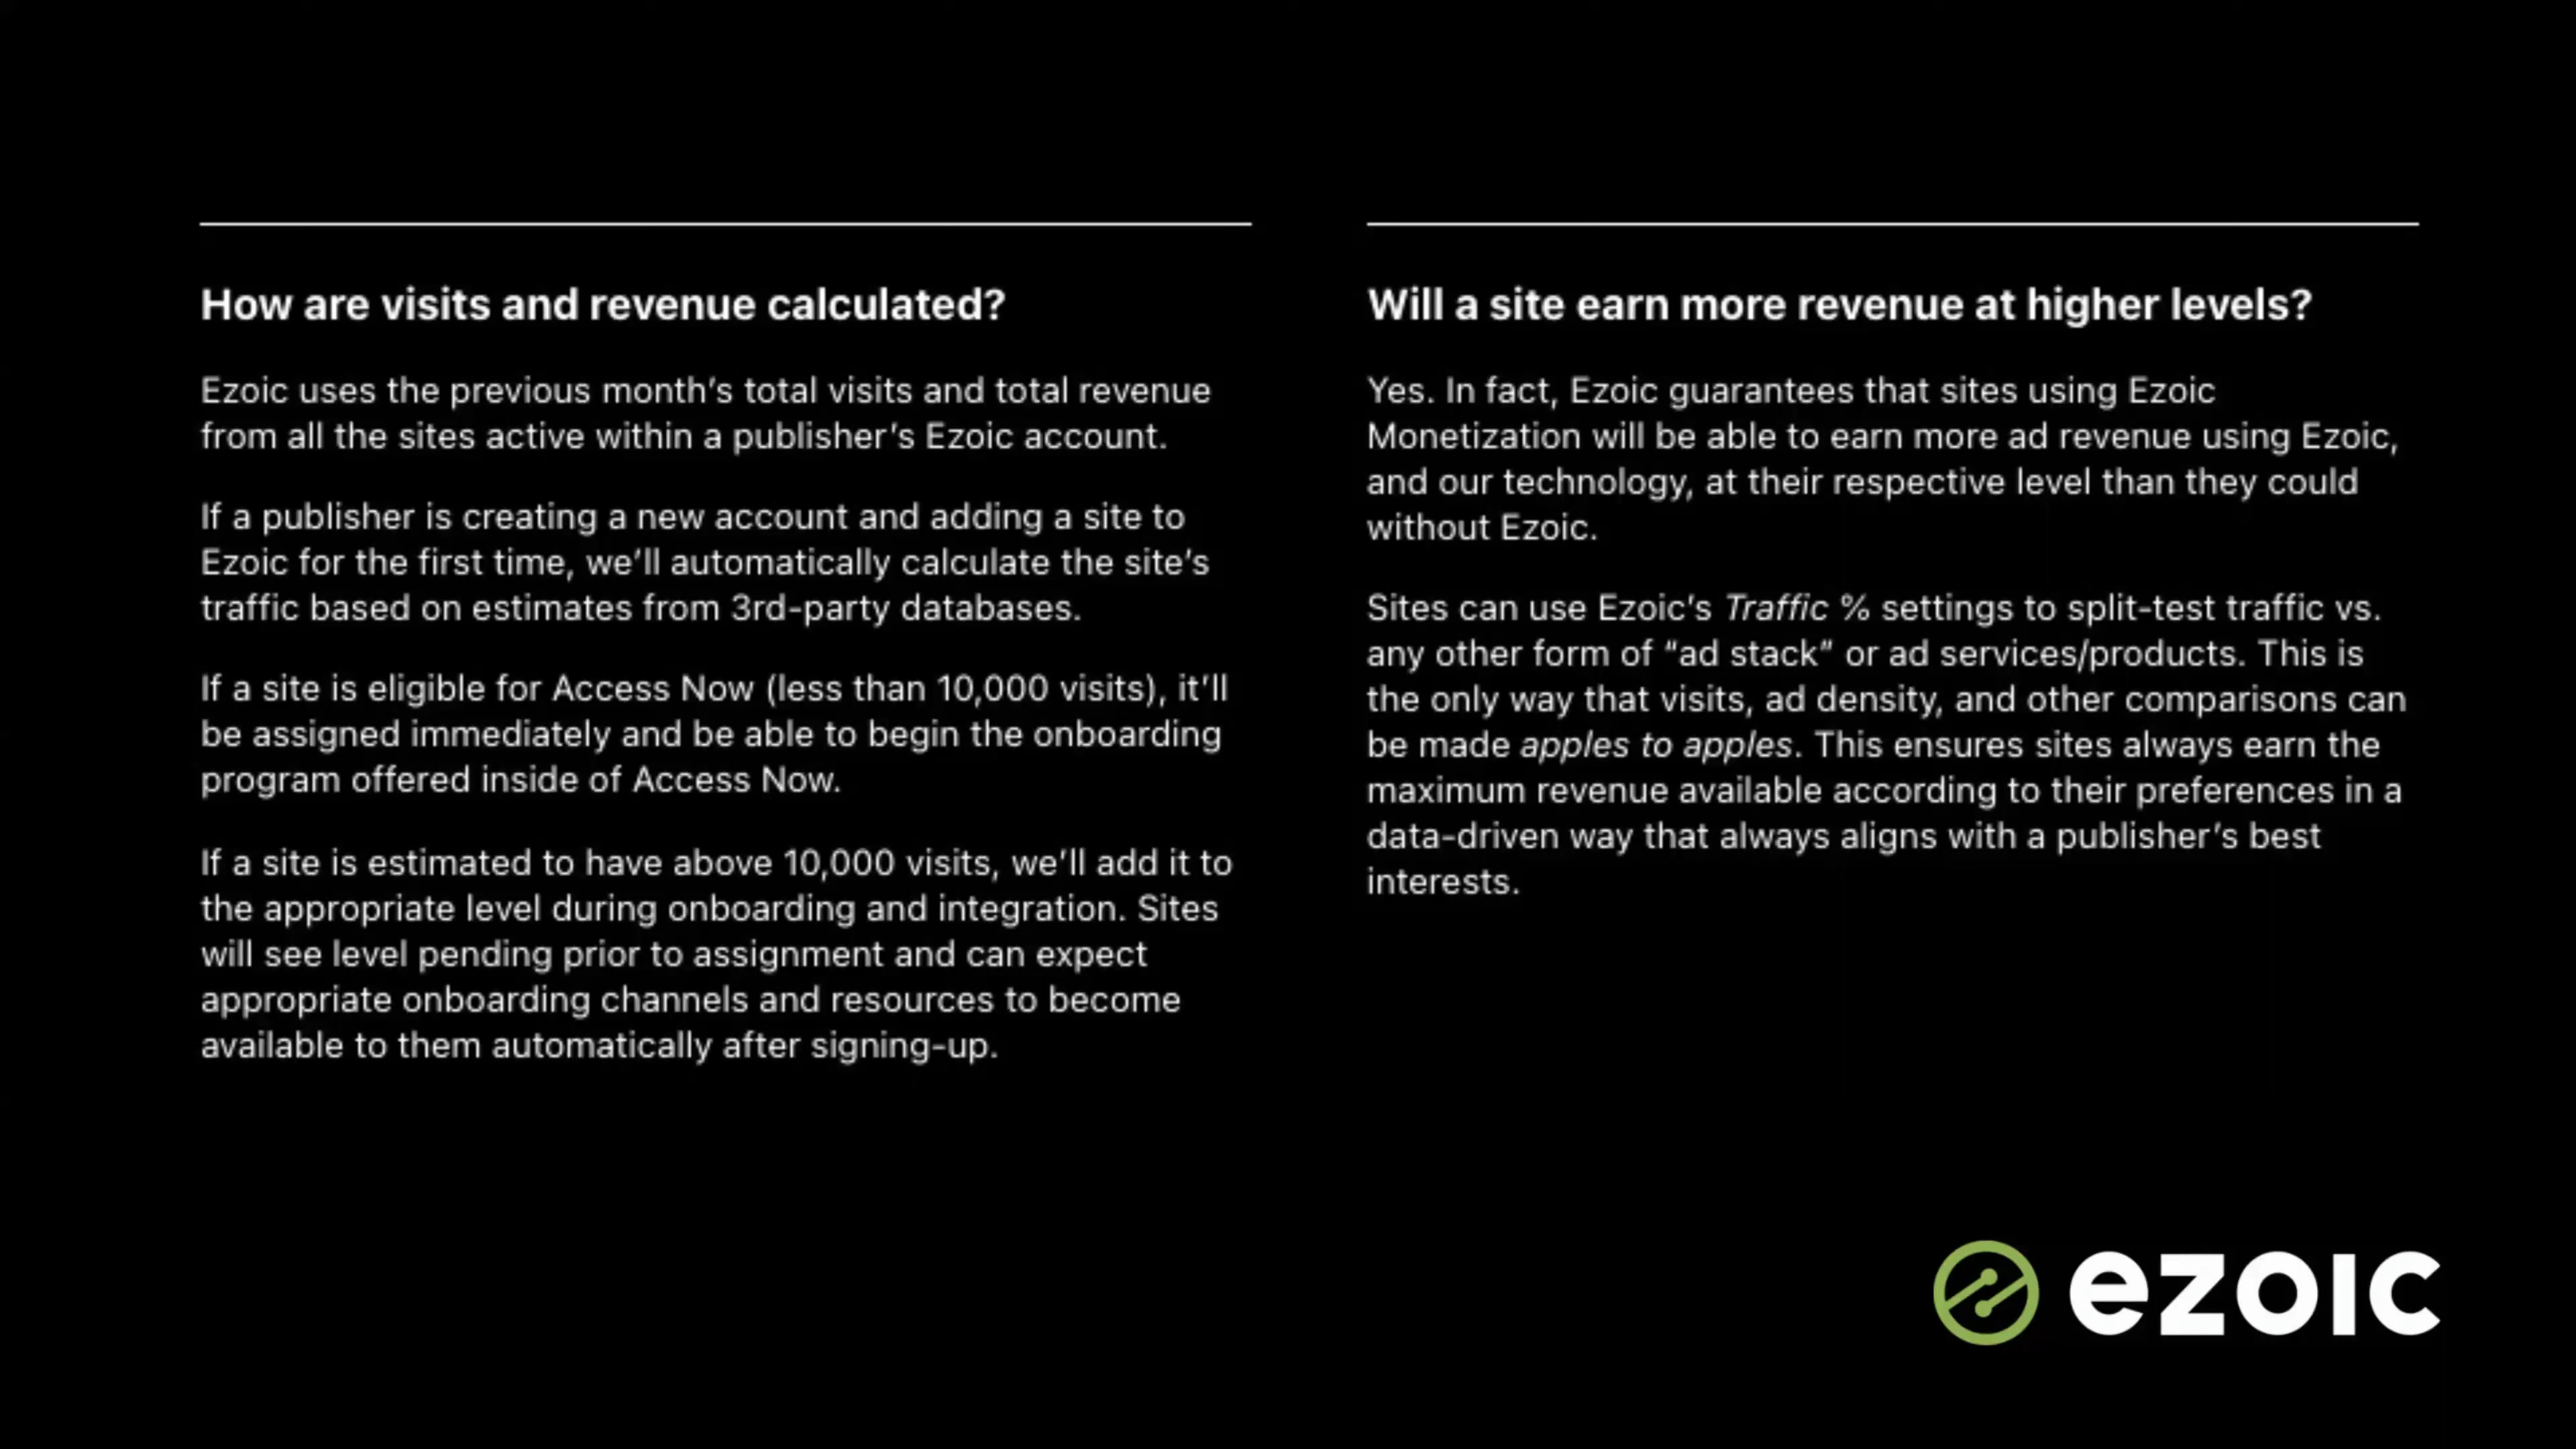 How are visits and revenue calculated?
Ezoic uses the previous month's total visits and total revenue
from all the sites active within a publisher's Ezoic account.
If a publisher is creating a new account and adding a site to
Ezoic for the first time, we'll automatically calculate the site's
traffic based on estimates from 3rd-party databases.
If a site is eligible for Access Now (less than 10,000 visits), it'll
be assigned immediately and be able to begin the onboarding
program offered inside of Access Now.
If a site is estimated to have above 10,000 visits, we'll add it to
the appropriate level during onboarding and integration. Sites
will see level pending prior to assignment and can expect
appropriate onboarding channels and resources to become
available to them automatically after signing-up.
Will a site earn more revenue at higher levels?
Yes. In fact, Ezoic guarantees that sites using Ezoic
Monetization will be able to earn more ad revenue using Ezoic,
and our technology, at their respective level than they could
without Ezoic.
Sites can use Ezoic's Traffic % settings to split-test traffic vs.
any other form of "ad stack" or ad services/products. This is
the only way that visits, ad density, and other comparisons can
be made apples to apples. This ensures sites always earn the
maximum revenue available according to their preferences in a
data-driven way that always aligns with a publisher's best
interests.
ezoic